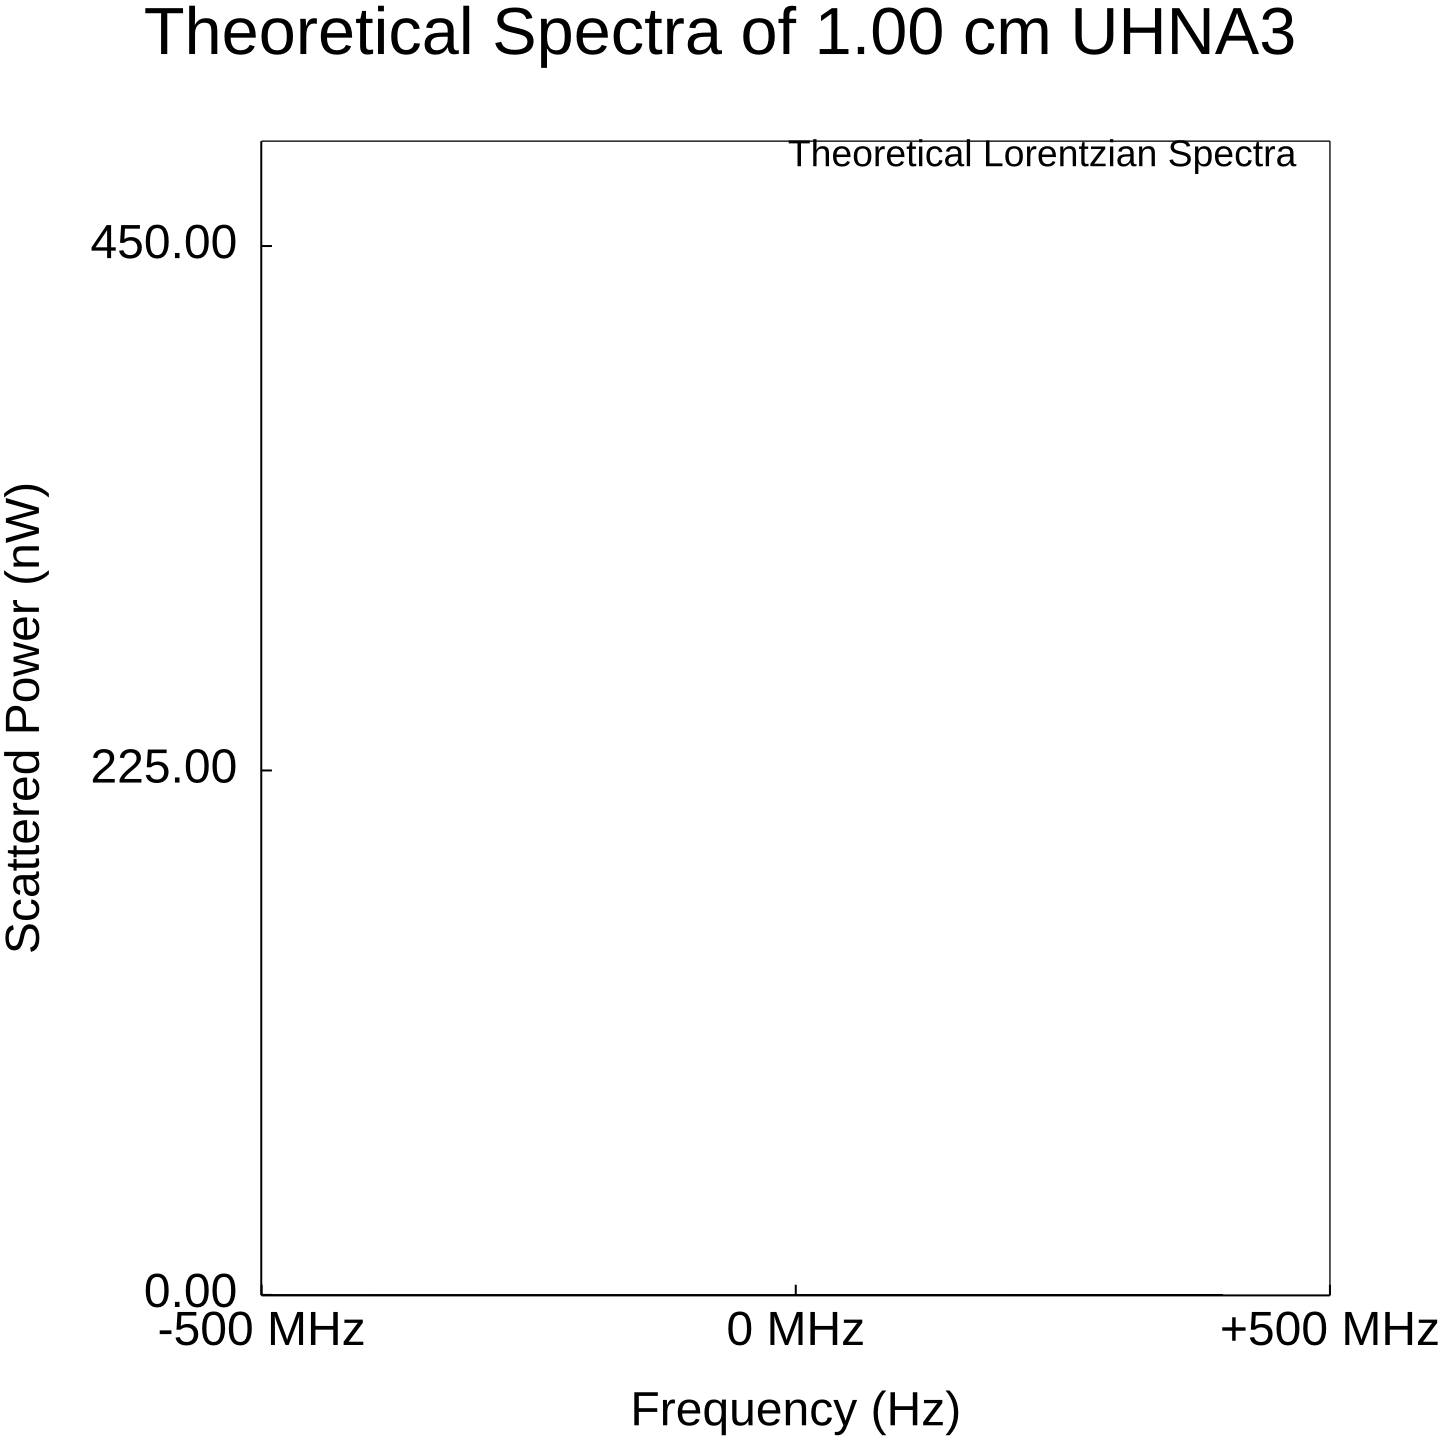 Theoretical Spectra of 1.00 cm UHNA3
Theoretical Lorentzian Spectra
450.00
225.00
0.00
Scattered Power (nW)
-500 MHz
0 MHz
+500 MHz
Frequency (Hz)